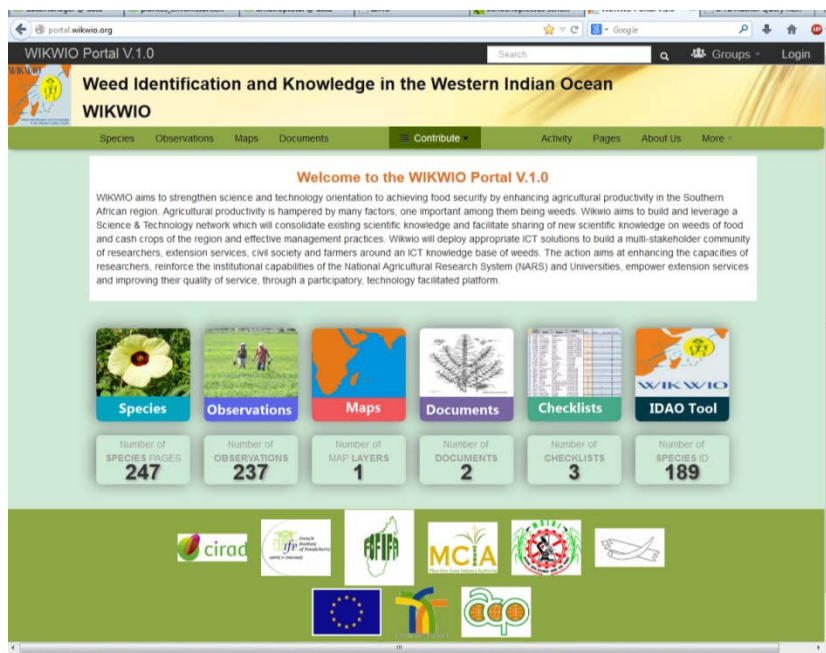 portal.wikwio.org
Google
WIKWIO Portal V.1.0
Search
Groups
Login
Weed Identification and Knowledge in the Western Indian Ocean
WIKWIO
Species Observations Maps Documents Contribute Activity Pages About Us More
Welcome to the WIKWIO Portal V.1.0
WIKWIO aims to strengthen science and technology orientation to achieving food security by enhancing agricultural productivity in the Southern
African region. Agricultural productivity is hampered by many factors, one important among them being weeds. Wikwio aims to build and leverage a
Science & Technology network which will consolidate existing scientific knowledge and facilitate sharing of new scientific knowledge on weeds of food
and cash crops of the region and effective management practices. Wikwio will deploy appropriate ICT solutions to build a multi-stakeholder community
of researchers, extension services, civil society and farmers around an ICT knowledge base of weeds. The action aims at enhancing the capacities of
researchers, reinforce the institutional capabilities of the National Agricultural Research System (NARS) and Universities, empower extension services
and improving their quality of service, through a participatory, technology facilitated platform.
WIKWIO
Species Observations Maps Documents Checklists IDAO Tool
Number of
SPECIES PAGES
247
Number of
OBSERVATIONS
237
Number of
MAP LAYERS
1
Number of
DOCUMENTS
2
Number of
CHECKLISTS
3
Number of
SPECIES ID
189
cirad
ifp
French
Institute
of Pondicherry
FOFIFA
MCIA
Mauritius Cane Industry Authority
acp